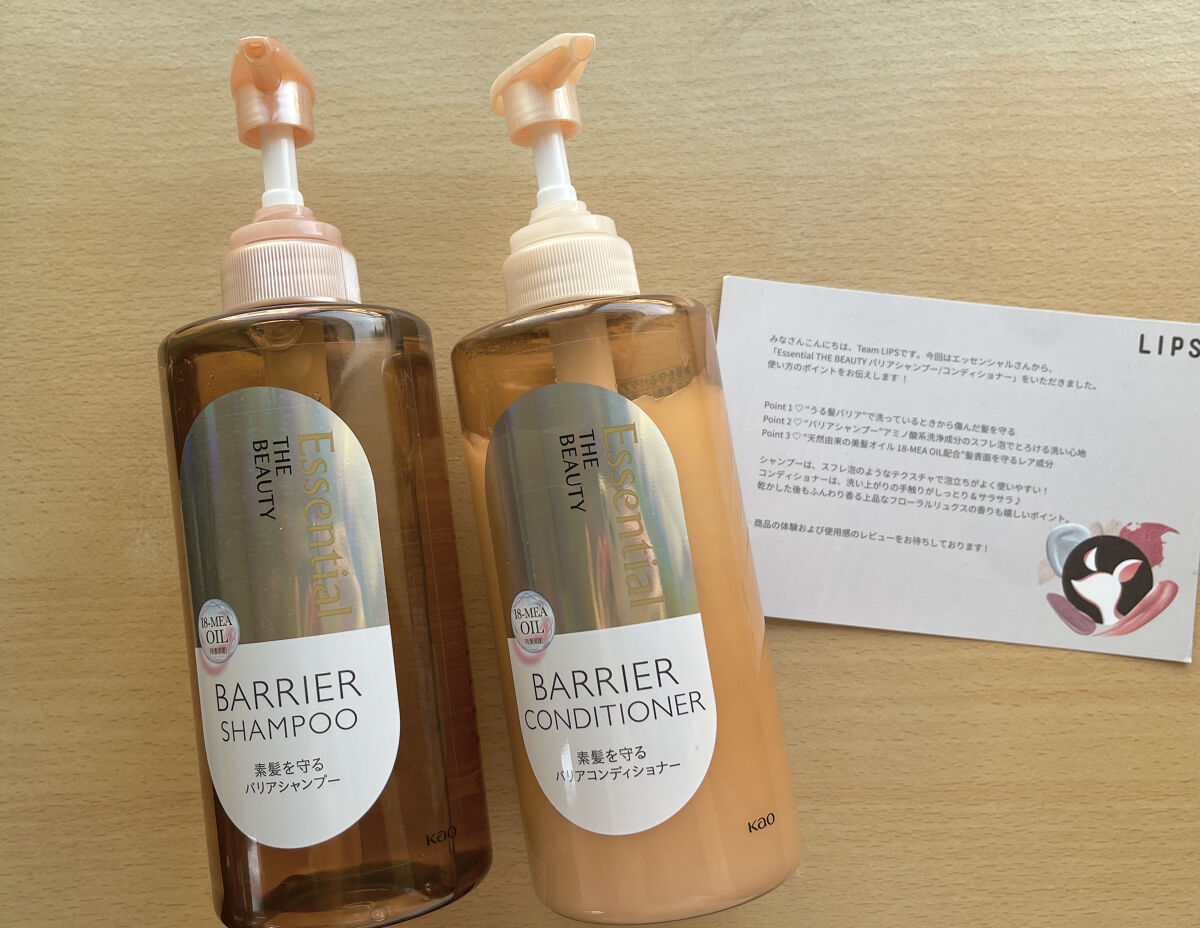 Essential
THE
BEAUTY
18-MEA
OIL
BARRIER
SHAMPOO
素髪を守る
バリアシャンプー
Kao
Essential
THE
BEAUTY
18-MEA
OIL
BARRIER
CONDITIONER
素髪を守る
バリアコンディショナー
Kao
LIPS
みなさんこんにちは、Team LIPSです。今回はエッセンシャルさんから、
「Essential THE BEAUTY バリアシャンプー/コンディショナー」をいただきました。
使い方のポイントをお伝えします！
Point 1 ♡ “うる髪バリア”で洗っているときから傷んだ髪を守る
Point 2 ♡ “バリアシャンプー”アミノ酸系洗浄成分のスフレ泡でとろける洗い心地
Point 3 ♡ “天然由来の美髪オイル 18-MEA OIL配合”髪表面を守るレア成分
シャンプーは、スフレ泡のようなテクスチャで泡立ちがよく使いやすい！
コンディショナーは、洗い上がりの手触りがしっとり＆サラサラ♪
乾かした後もふんわり香る上品なフローラルリュクスの香りも嬉しいポイント。
商品の体験および使用感のレビューをお待ちしております！